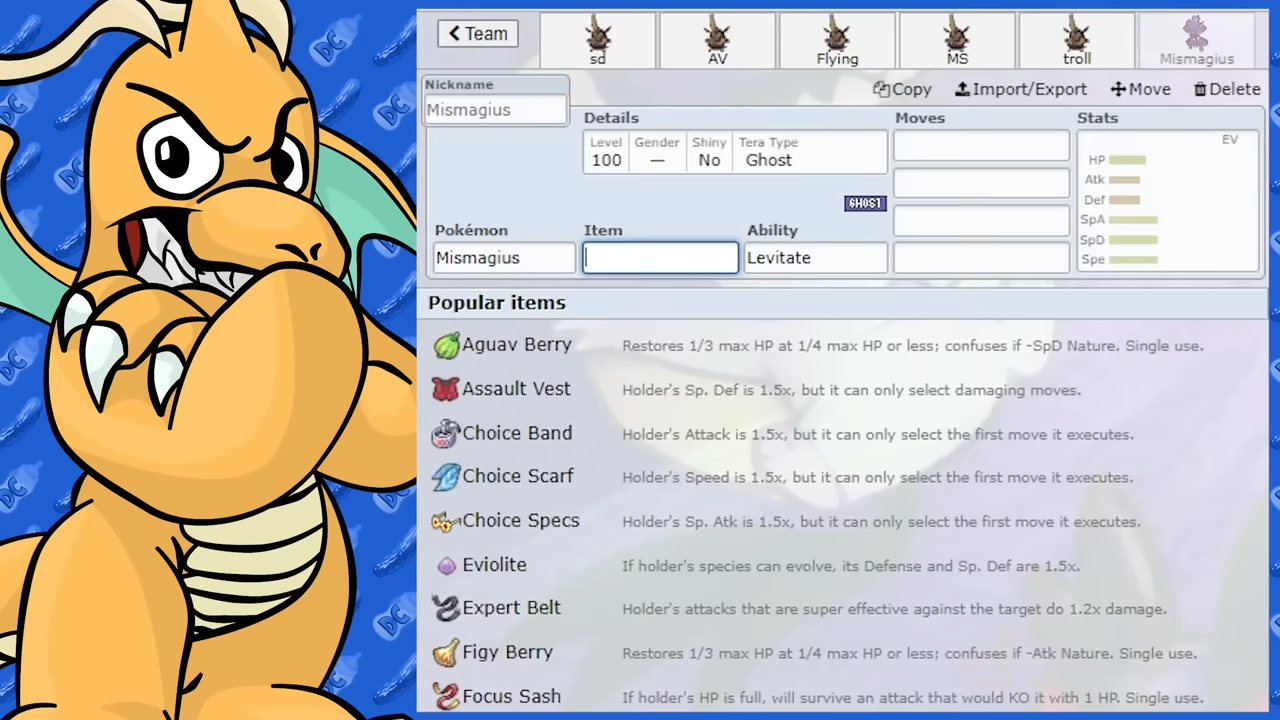 Team
sd
AV
Flying
MS
troll
Mismagius
Nickname
Mismagius
Copy
Import/Export
Move
Delete
Details
Level
100
Gender
—
Shiny
No
Tera Type
Ghost
GHOST
Moves
Stats
EV
HP
Atk
Def
SpA
SpD
Spe
Pokémon
Mismagius
Item
Ability
Levitate
Popular items
Aguav Berry Restores 1/3 max HP at 1/4 max HP or less; confuses if -SpD Nature. Single use.
Assault Vest Holder's Sp. Def is 1.5x, but it can only select damaging moves.
Choice Band Holder's Attack is 1.5x, but it can only select the first move it executes.
Choice Scarf Holder's Speed is 1.5x, but it can only select the first move it executes.
Choice Specs Holder's Sp. Atk is 1.5x, but it can only select the first move it executes.
Eviolite If holder's species can evolve, its Defense and Sp. Def are 1.5x.
Expert Belt Holder's attacks that are super effective against the target do 1.2x damage.
Figy Berry Restores 1/3 max HP at 1/4 max HP or less; confuses if -Atk Nature. Single use.
Focus Sash If holder's HP is full, will survive an attack that would KO it with 1 HP. Single use.
DC
DC
DC
DC
DC
DC
DC